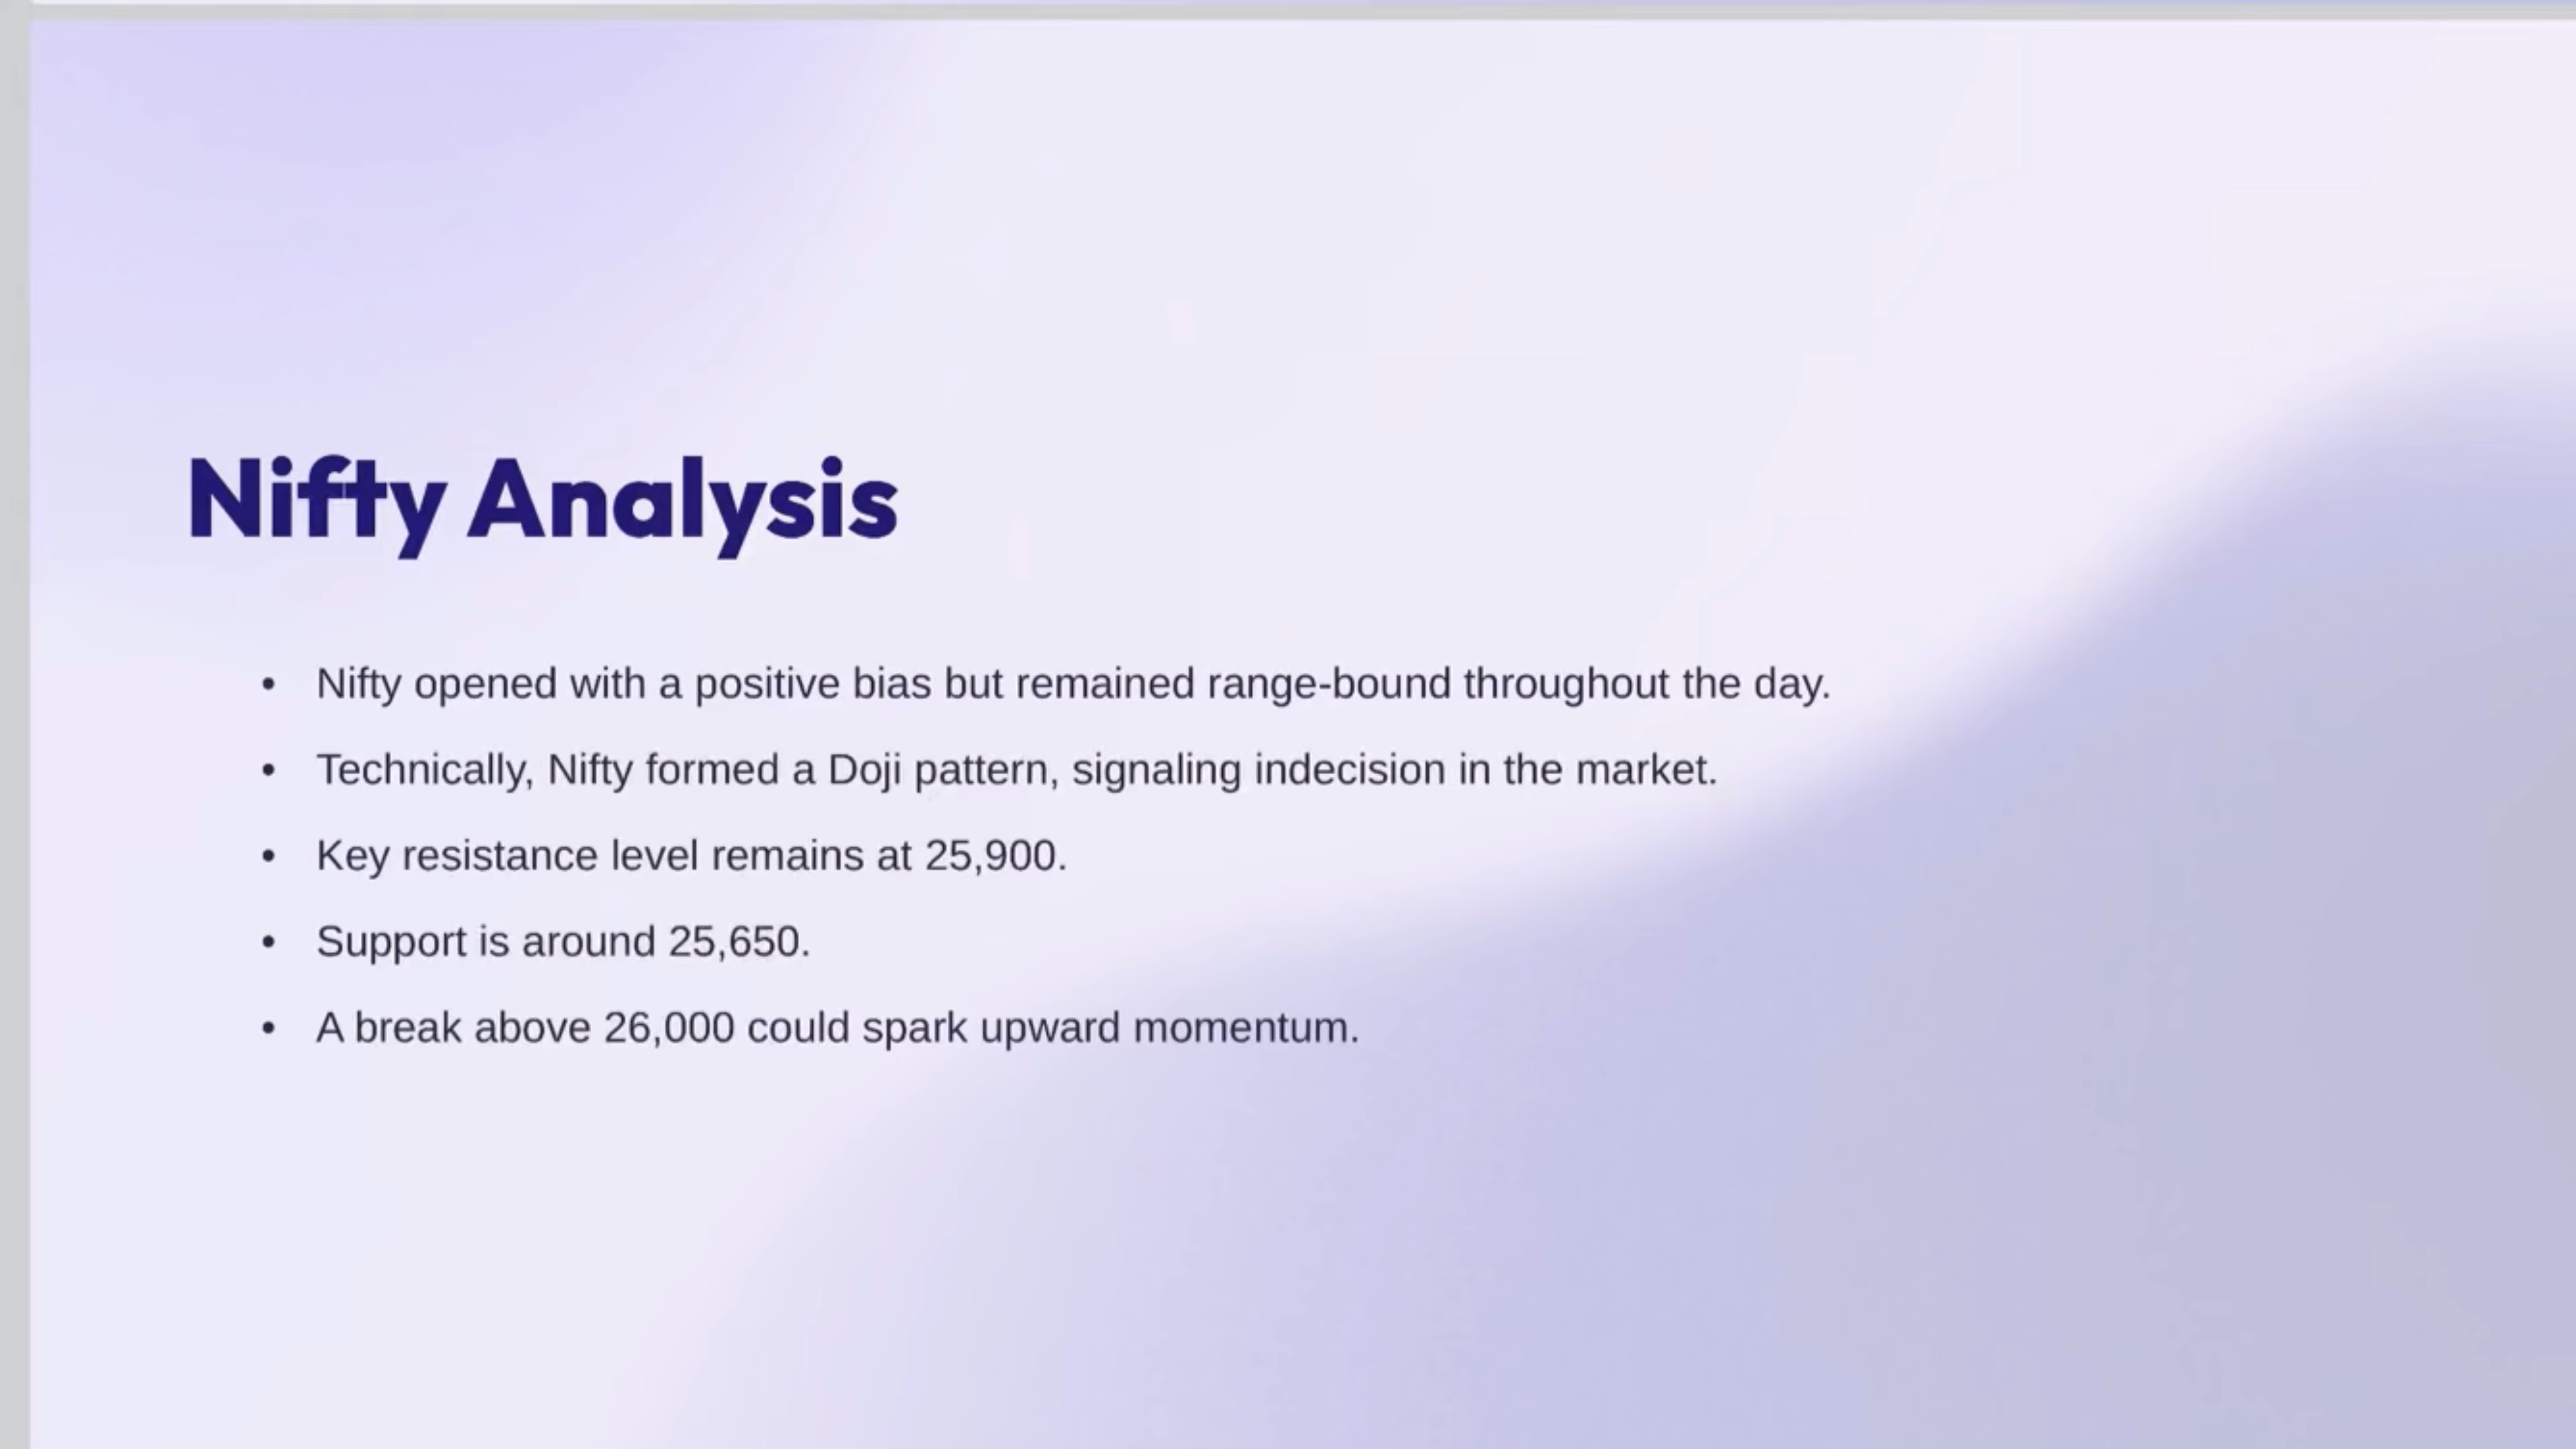 Nifty Analysis
• Nifty opened with a positive bias but remained range-bound throughout the day.
• Technically, Nifty formed a Doji pattern, signaling indecision in the market.
• Key resistance level remains at 25,900.
• Support is around 25,650.
• A break above 26,000 could spark upward momentum.